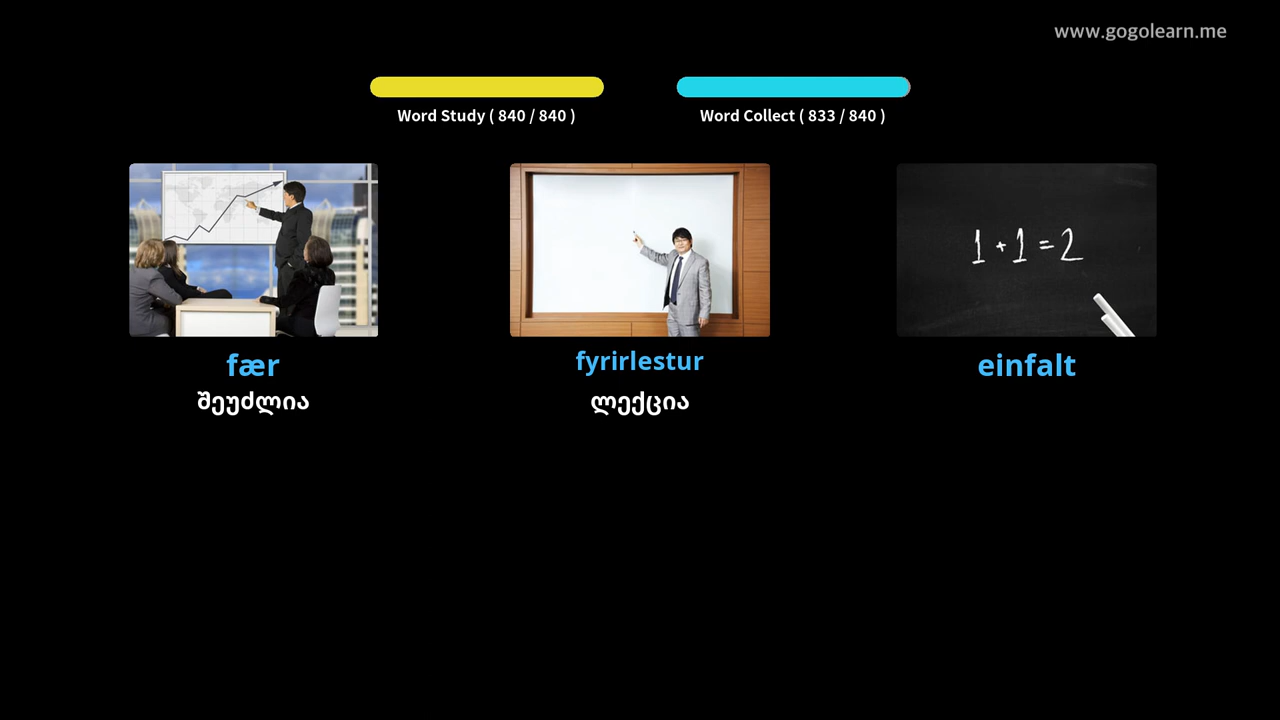 www.gogolearn.me
Word Study ( 840 / 840 )
Word Collect ( 833 / 840 )
1 + 1 = 2
fær
fyrirlestur
einfalt
შეუძლია
ლექცია